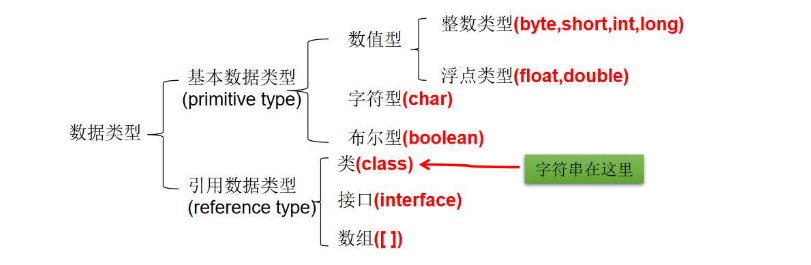 整数类型(byte,short,int,long)
数值型
浮点类型(float,double)
基本数据类型
(primitive type)
字符型(char)
数据类型
布尔型(boolean)
类(class)
字符串在这里
引用数据类型
(reference type)
接口(interface)
数组([ ])